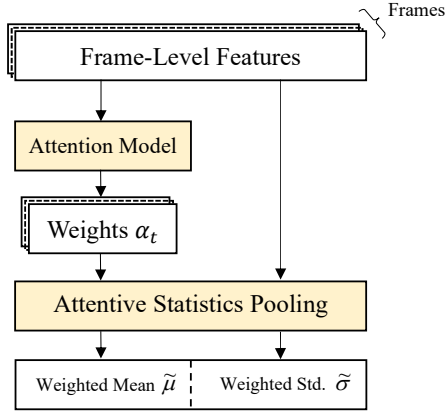 Frames
Frame-Level Features
Attention Model
Weights αₜ
Attentive Statistics Pooling
Weighted Mean μ̃
Weighted Std. σ̃